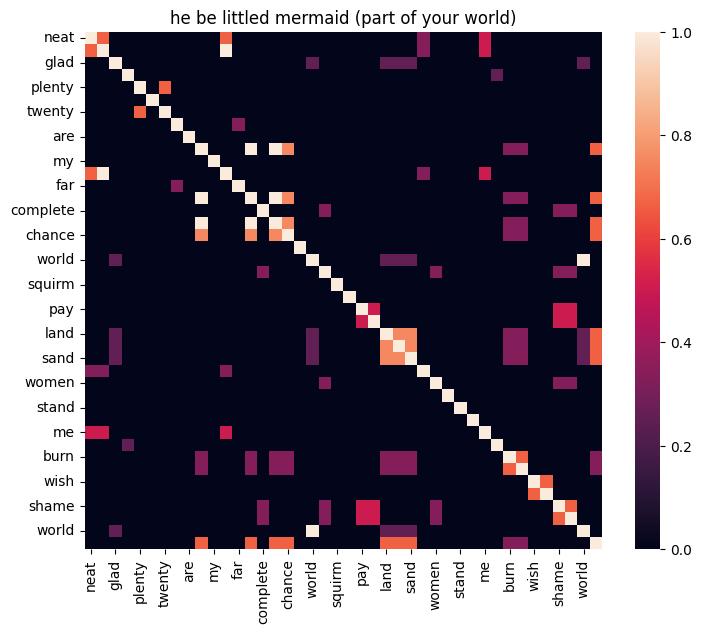 he be littled mermaid (part of your world)
neat
glad
plenty
twenty
are
my
far
complete
chance
world
squirm
pay
land
sand
women
stand
me
burn
wish
shame
world
neat
glad
plenty
twenty
are
my
far
complete
chance
world
squirm
pay
land
sand
women
stand
me
burn
wish
shame
world
1.0
0.8
0.6
0.4
0.2
0.0